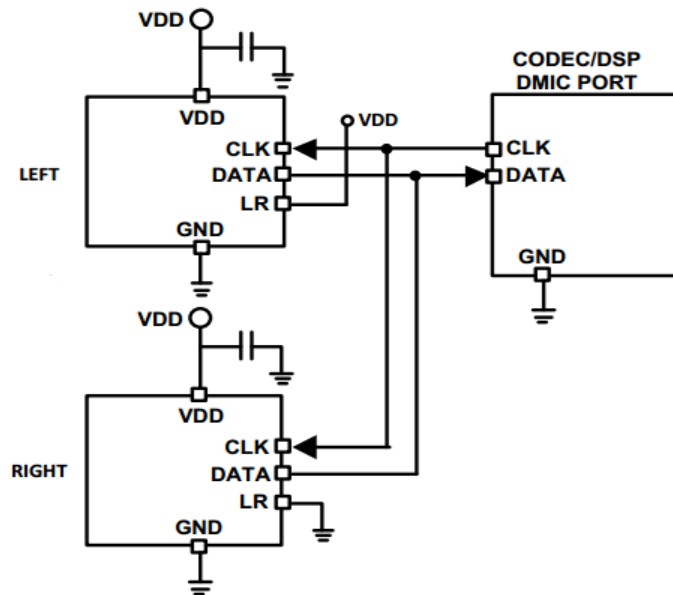 VDD
VDD
CODEC/DSP
DMIC PORT
VDD
CLK
CLK
LEFT
DATA
DATA
LR
GND
GND
VDD
VDD
CLK
RIGHT
DATA
LR
GND